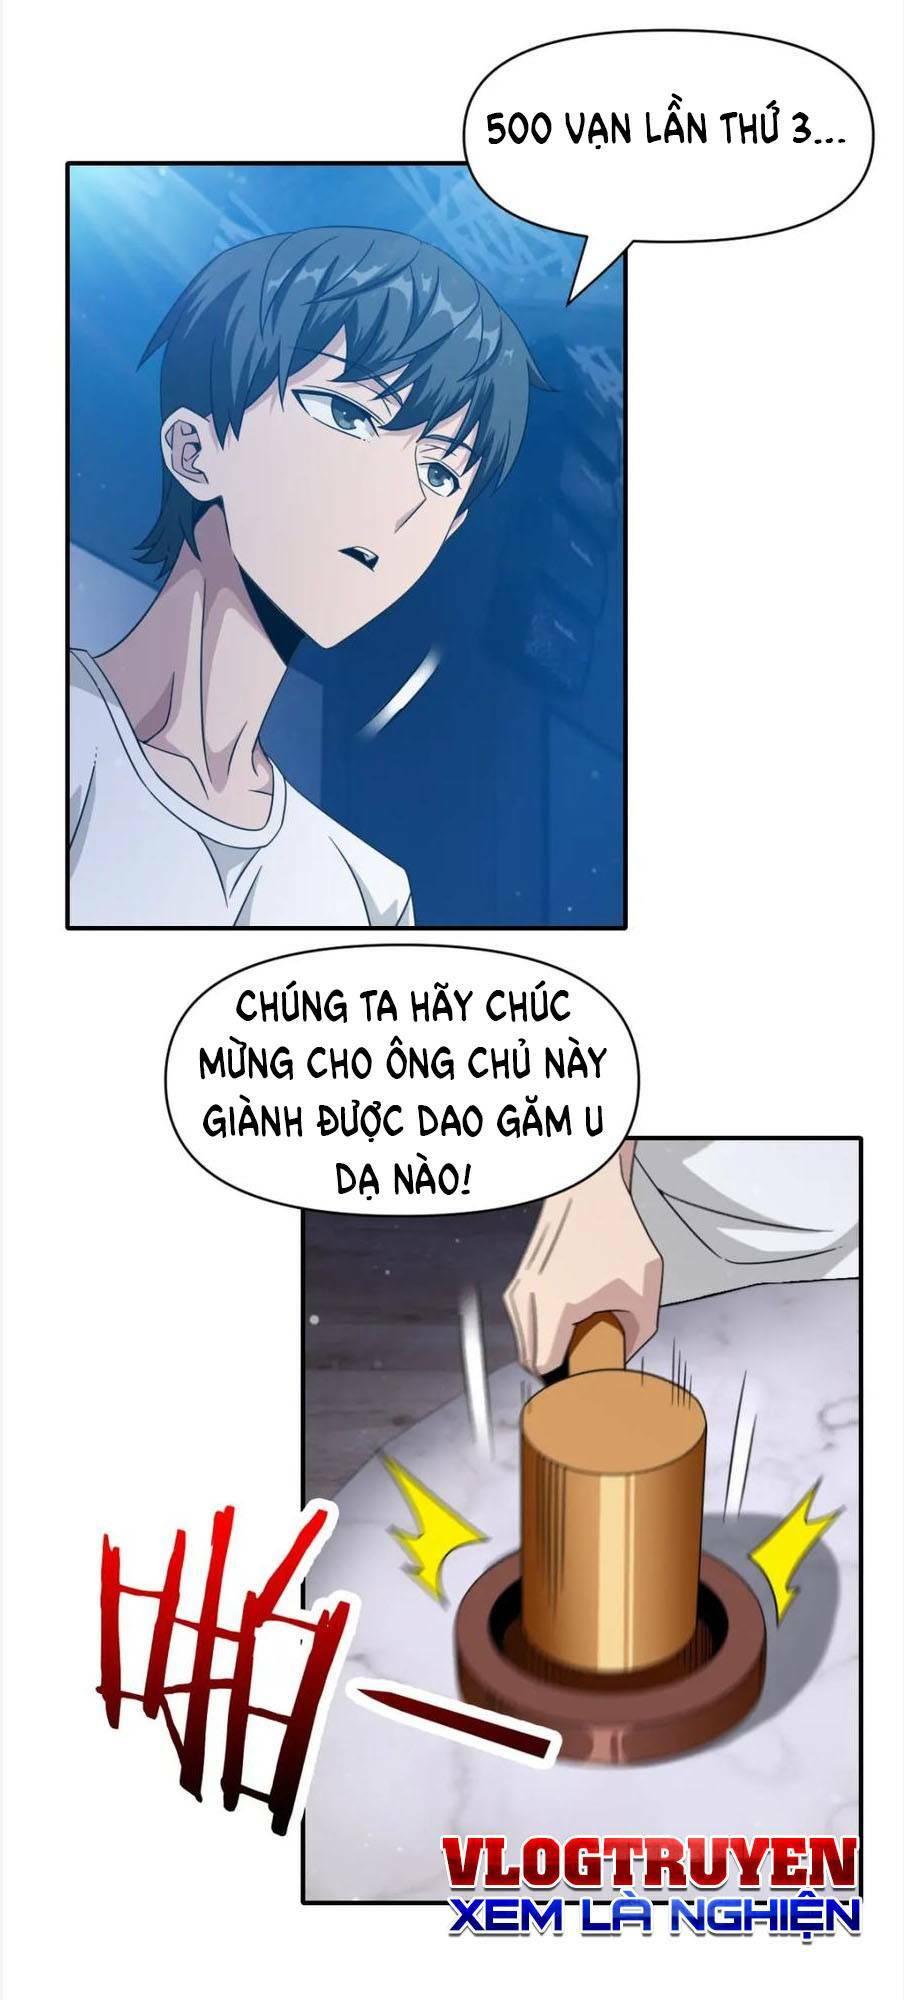 500 VẠN LẦN THỨ 3...
CHÚNG TA HÃY CHÚC
MỪNG CHO ÔNG CHỦ NÀY
GIÀNH ĐƯỢC DAO GĂM U
DẠ NÀO!
VLOGTRUYEN
XEM LÀ NGHIỆN